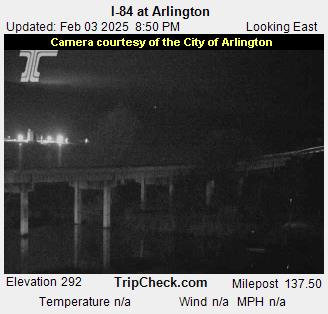 I-84 at Arlington
Updated: Feb 03 2025 8:50 PM Looking East
Camera courtesy of the City of Arlington
Elevation 292 TripCheck.com Milepost 137.50
Temperature n/a Wind n/a MPH n/a